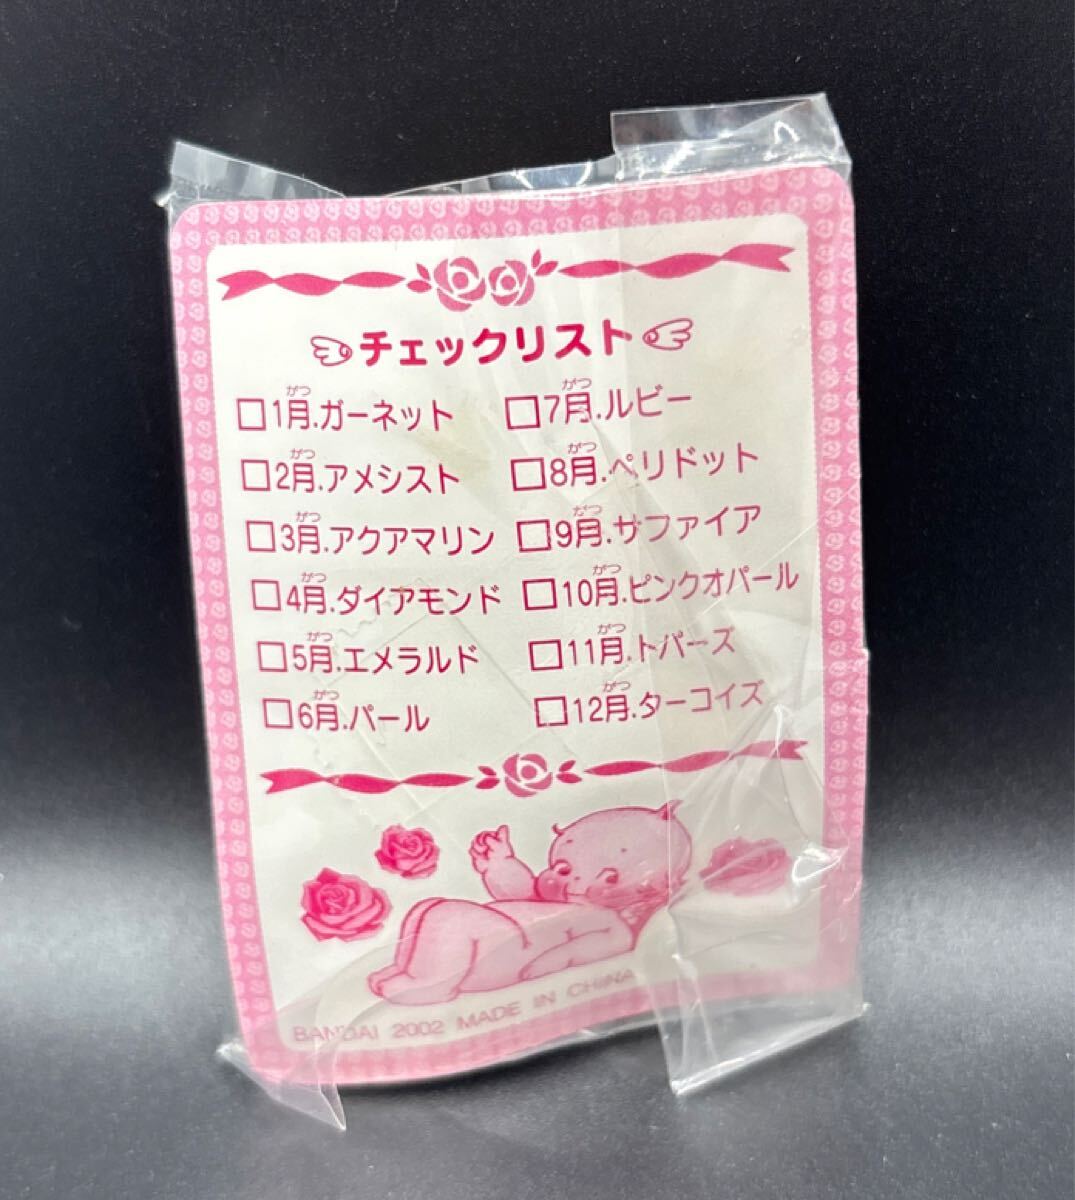 チェックリスト
□1月.ガーネット
□2月.アメシスト
□3月.アクアマリン
□4月.ダイアモンド
□5月.エメラルド
□6月.パール
□7月.ルビー
□8月.ペリドット
□9月.サファイア
□10月.ピンクオパール
□11月.トパーズ
□12月.ターコイズ
BANDAI 2002 MADE IN CHINA